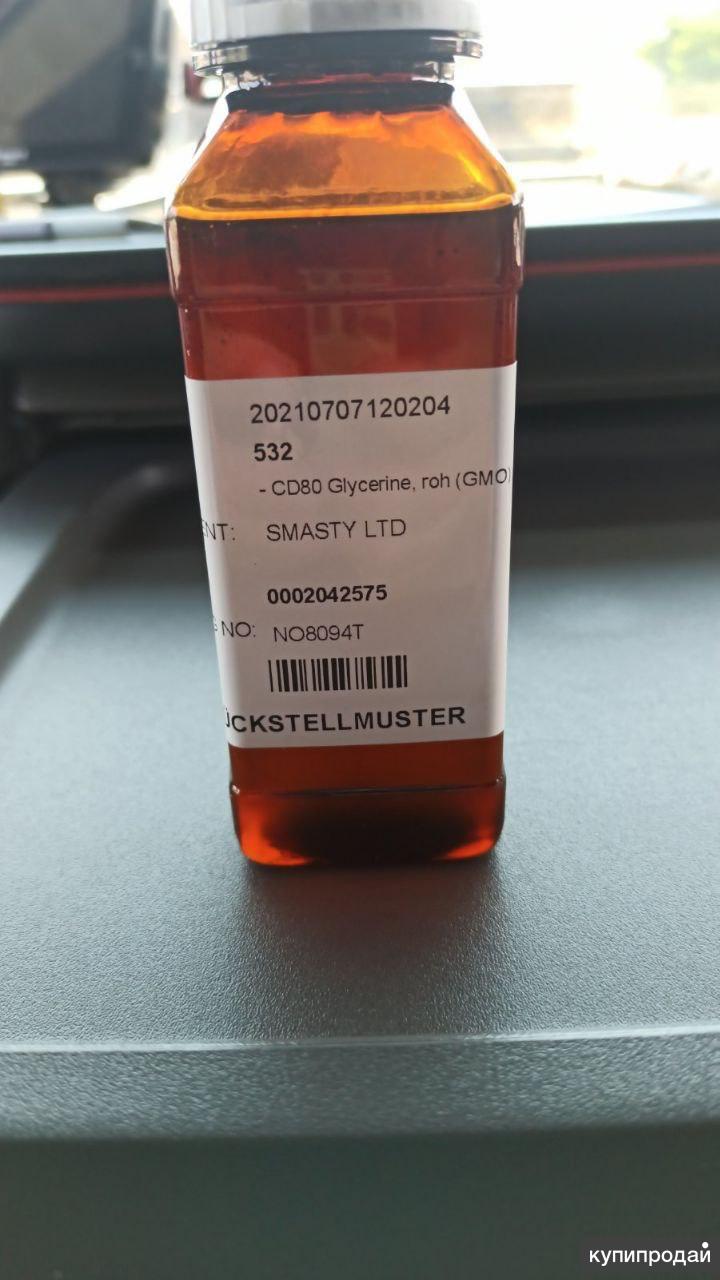 20210707120204
532
- CD80 Glycerine, roh (GMO)
ENT: SMASTY LTD
0002042575
NO: NO8094T
ÜCKSTELLMUSTER
купипродай